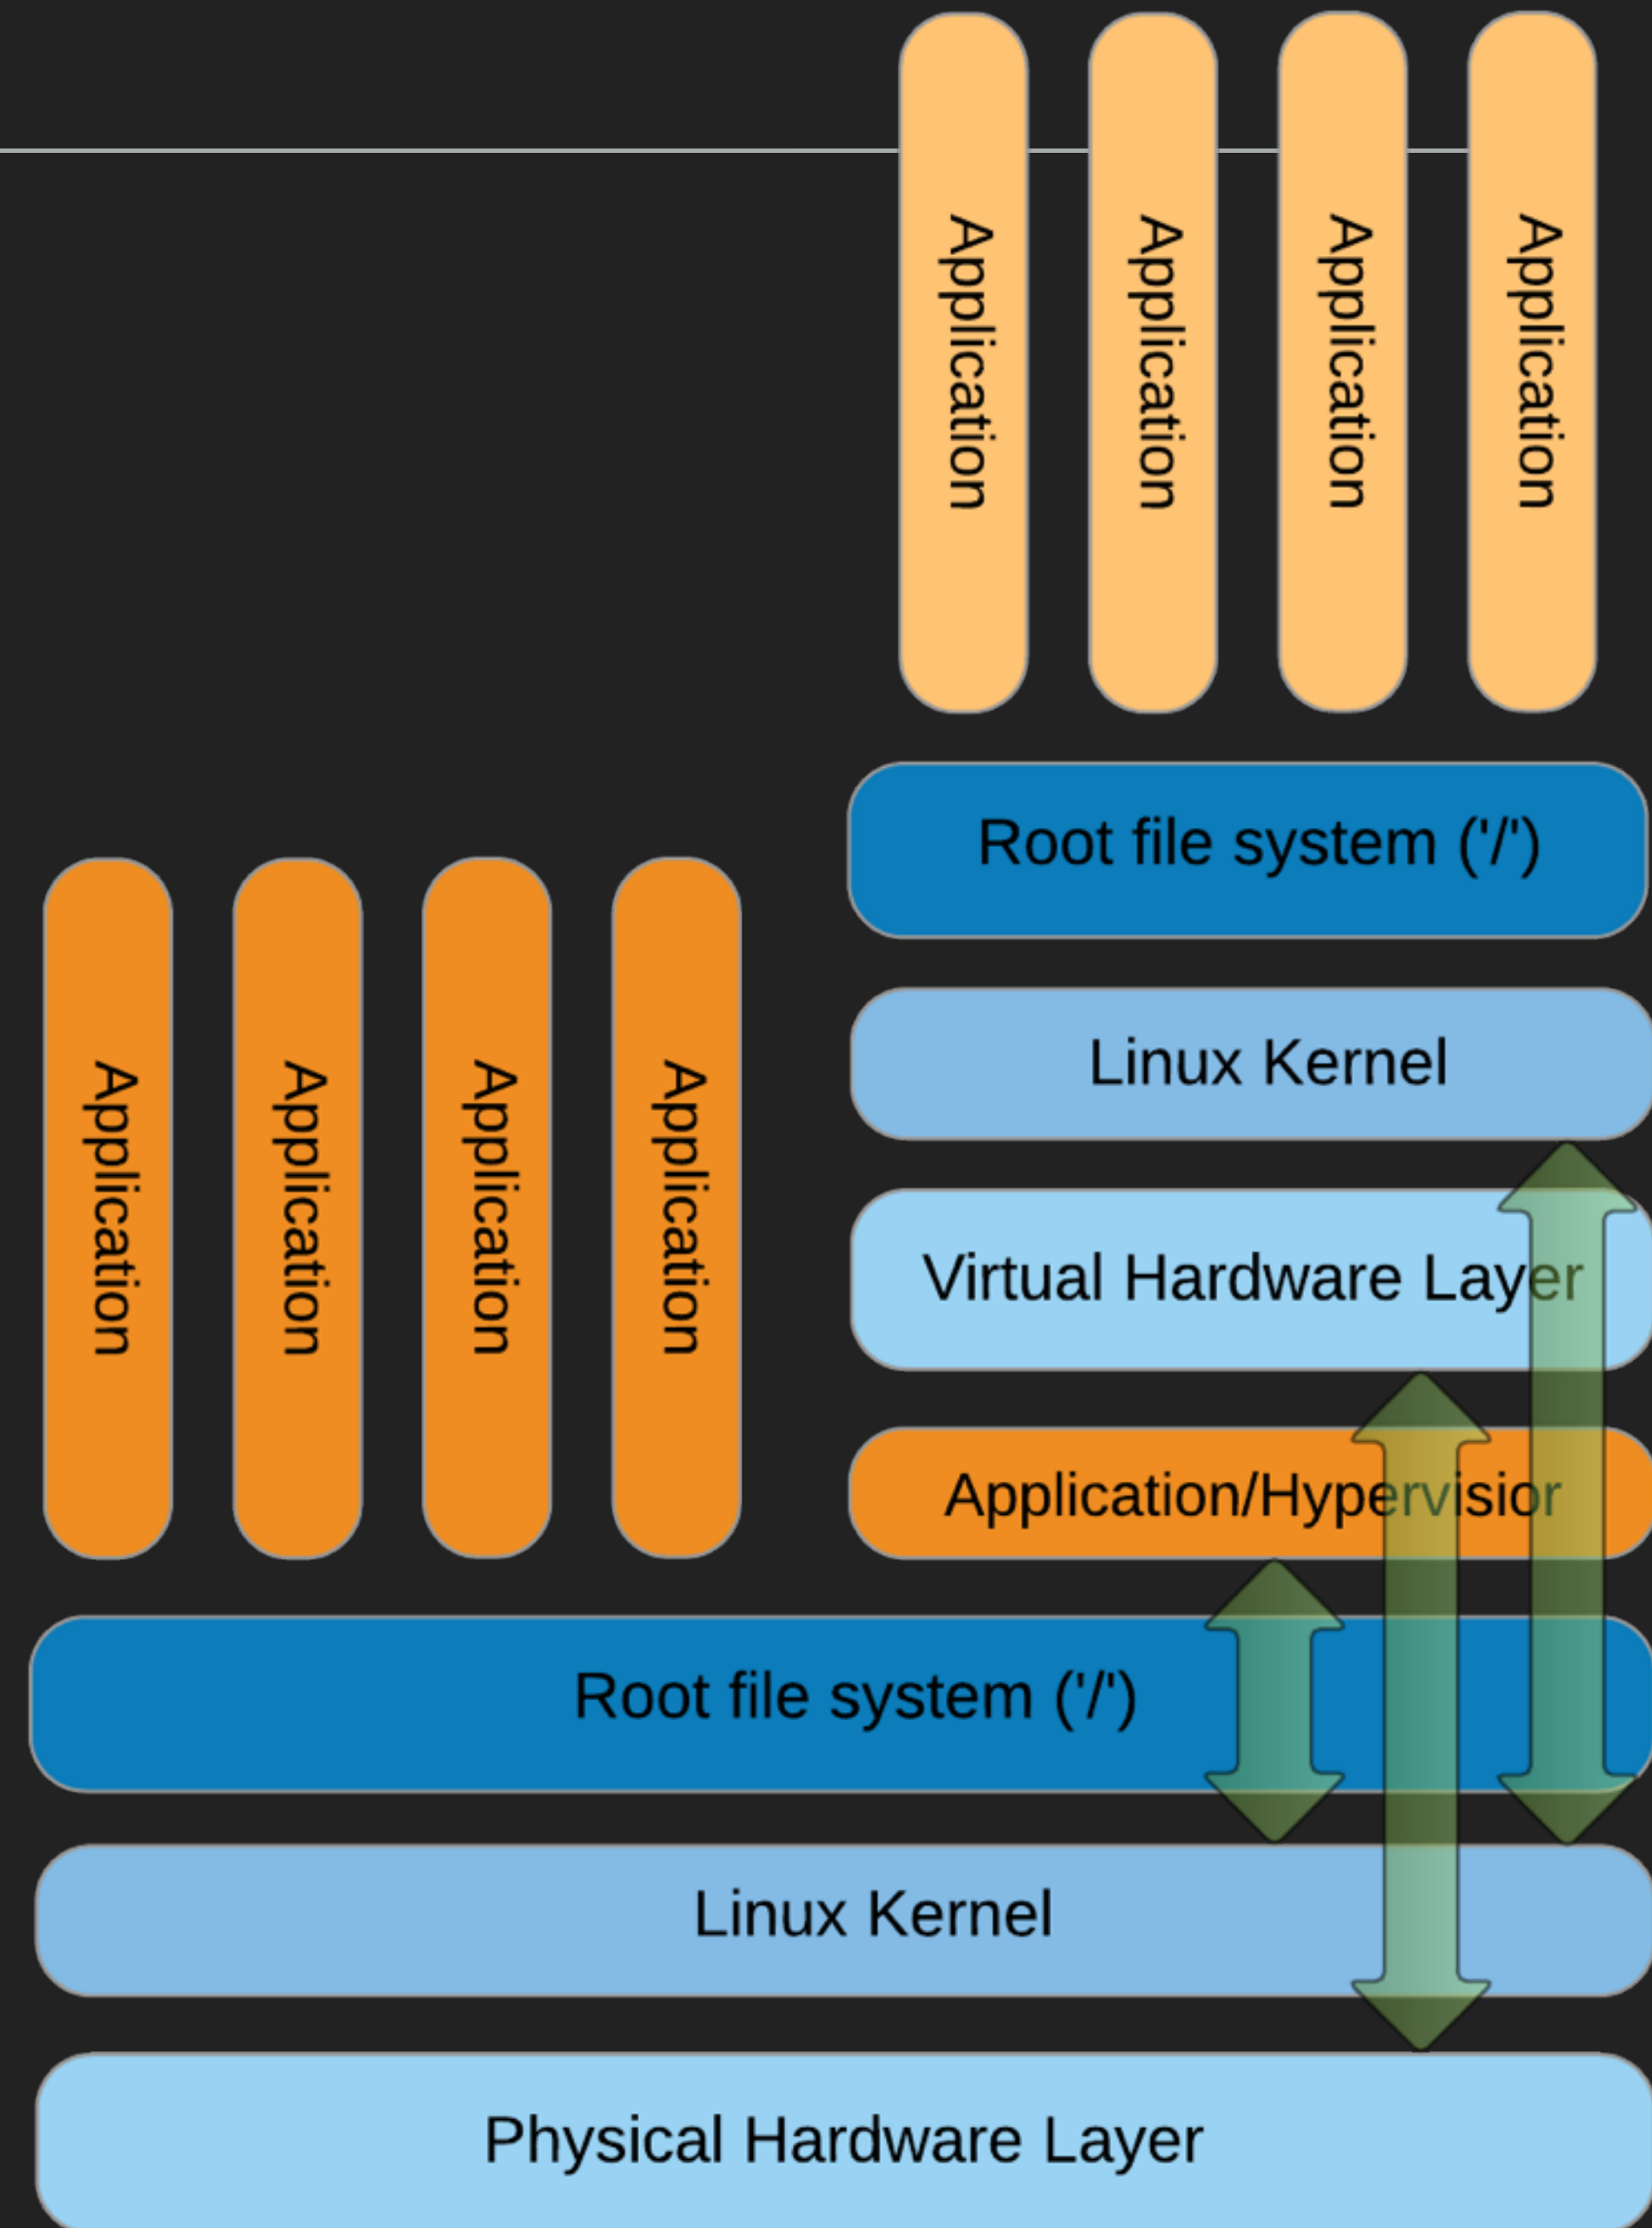 Application
Application
Application
Application
Root file system ('/')
Linux Kernel
Virtual Hardware Layer
Application/Hypervisior
Application
Application
Application
Application
Root file system ('/')
Linux Kernel
Physical Hardware Layer